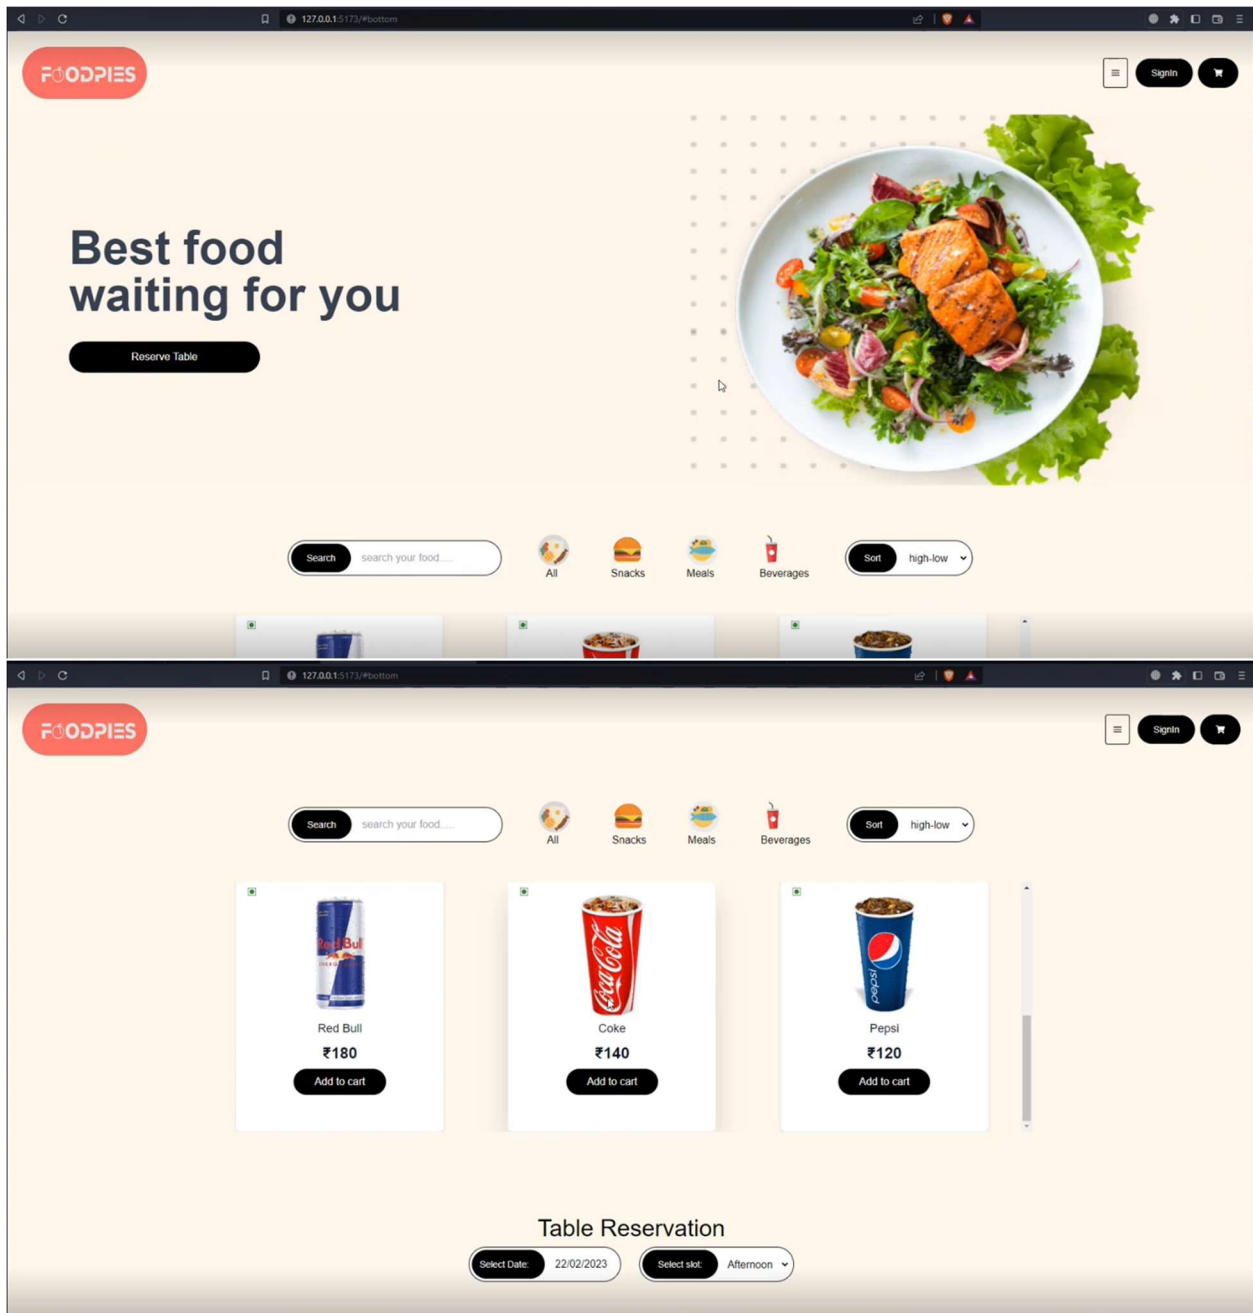 127.0.0.1:5173/#bottom
FOODPIES
SignIn
Best food
waiting for you
Reserve Table
Search search your food.....
All Snacks Meals Beverages
Sort high-low
127.0.0.1:5173/#bottom
FOODPIES
SignIn
Search search your food.....
All Snacks Meals Beverages
Sort high-low
Red Bull
Coca Cola
pepsi
Red Bull Coke Pepsi
₹180 ₹140 ₹120
Add to cart Add to cart Add to cart
Table Reservation
Select Date: 22/02/2023 Select slot: Afternoon